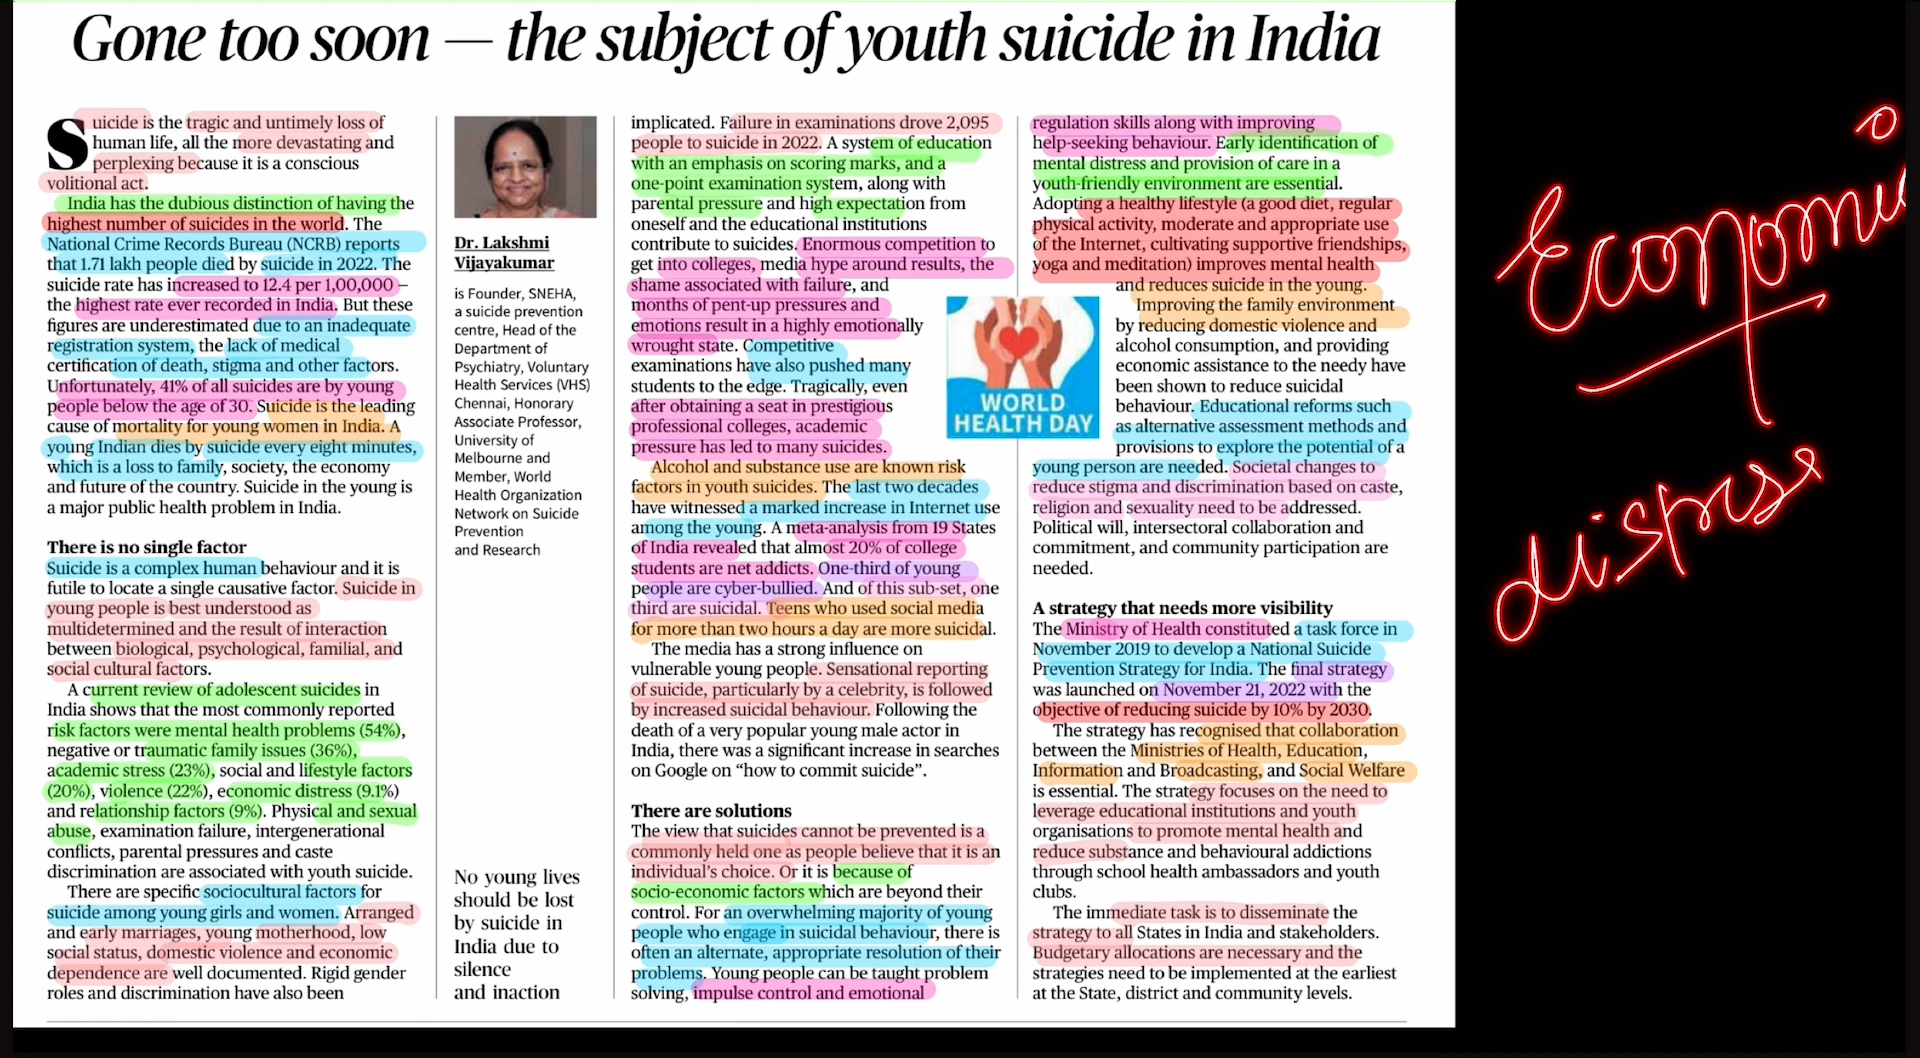 Gone too soon — the subject of youth suicide in India
Suicide is the tragic and untimely loss of
human life, all the more devastating and
perplexing because it is a conscious
volitional act.
India has the dubious distinction of having the
highest number of suicides in the world. The
National Crime Records Bureau (NCRB) reports
that 1.71 lakh people died by suicide in 2022. The
suicide rate has increased to 12.4 per 1,00,000 —
the highest rate ever recorded in India. But these
figures are underestimated due to an inadequate
registration system, the lack of medical
certification of death, stigma and other factors.
Unfortunately, 41% of all suicides are by young
people below the age of 30. Suicide is the leading
cause of mortality for young women in India. A
young Indian dies by suicide every eight minutes,
which is a loss to family, society, the economy
and future of the country. Suicide in the young is
a major public health problem in India.
There is no single factor
Suicide is a complex human behaviour and it is
futile to locate a single causative factor. Suicide in
young people is best understood as
multidetermined and the result of interaction
between biological, psychological, familial, and
social cultural factors.
A current review of adolescent suicides in
India shows that the most commonly reported
risk factors were mental health problems (54%),
negative or traumatic family issues (36%),
academic stress (23%), social and lifestyle factors
(20%), violence (22%), economic distress (9.1%)
and relationship factors (9%). Physical and sexual
abuse, examination failure, intergenerational
conflicts, parental pressures and caste
discrimination are associated with youth suicide.
There are specific sociocultural factors for
suicide among young girls and women. Arranged
and early marriages, young motherhood, low
social status, domestic violence and economic
dependence are well documented. Rigid gender
roles and discrimination have also been
Dr. Lakshmi
Vijayakumar
is Founder, SNEHA,
a suicide prevention
centre, Head of the
Department of
Psychiatry, Voluntary
Health Services (VHS)
Chennai, Honorary
Associate Professor,
University of
Melbourne and
Member, World
Health Organization
Network on Suicide
Prevention
and Research
No young lives
should be lost
by suicide in
India due to
silence
and inaction
implicated. Failure in examinations drove 2,095
people to suicide in 2022. A system of education
with an emphasis on scoring marks, and a
one-point examination system, along with
parental pressure and high expectation from
oneself and the educational institutions
contribute to suicides. Enormous competition to
get into colleges, media hype around results, the
shame associated with failure, and
months of pent-up pressures and
emotions result in a highly emotionally
wrought state. Competitive
examinations have also pushed many
students to the edge. Tragically, even
after obtaining a seat in prestigious
professional colleges, academic
pressure has led to many suicides.
Alcohol and substance use are known risk
factors in youth suicides. The last two decades
have witnessed a marked increase in Internet use
among the young. A meta-analysis from 19 States
of India revealed that almost 20% of college
students are net addicts. One-third of young
people are cyber-bullied. And of this sub-set, one
third are suicidal. Teens who used social media
for more than two hours a day are more suicidal.
The media has a strong influence on
vulnerable young people. Sensational reporting
of suicide, particularly by a celebrity, is followed
by increased suicidal behaviour. Following the
death of a very popular young male actor in
India, there was a significant increase in searches
on Google on “how to commit suicide”.
There are solutions
The view that suicides cannot be prevented is a
commonly held one as people believe that it is an
individual’s choice. Or it is because of
socio-economic factors which are beyond their
control. For an overwhelming majority of young
people who engage in suicidal behaviour, there is
often an alternate, appropriate resolution of their
problems. Young people can be taught problem
solving, impulse control and emotional
WORLD
HEALTH DAY
regulation skills along with improving
help-seeking behaviour. Early identification of
mental distress and provision of care in a
youth-friendly environment are essential.
Adopting a healthy lifestyle (a good diet, regular
physical activity, moderate and appropriate use
of the Internet, cultivating supportive friendships,
yoga and meditation) improves mental health
and reduces suicide in the young.
Improving the family environment
by reducing domestic violence and
alcohol consumption, and providing
economic assistance to the needy have
been shown to reduce suicidal
behaviour. Educational reforms such
as alternative assessment methods and
provisions to explore the potential of a
young person are needed. Societal changes to
reduce stigma and discrimination based on caste,
religion and sexuality need to be addressed.
Political will, intersectoral collaboration and
commitment, and community participation are
needed.
A strategy that needs more visibility
The Ministry of Health constituted a task force in
November 2019 to develop a National Suicide
Prevention Strategy for India. The final strategy
was launched on November 21, 2022 with the
objective of reducing suicide by 10% by 2030.
The strategy has recognised that collaboration
between the Ministries of Health, Education,
Information and Broadcasting, and Social Welfare
is essential. The strategy focuses on the need to
leverage educational institutions and youth
organisations to promote mental health and
reduce substance and behavioural addictions
through school health ambassadors and youth
clubs.
The immediate task is to disseminate the
strategy to all States in India and stakeholders.
Budgetary allocations are necessary and the
strategies need to be implemented at the earliest
at the State, district and community levels.
Economic